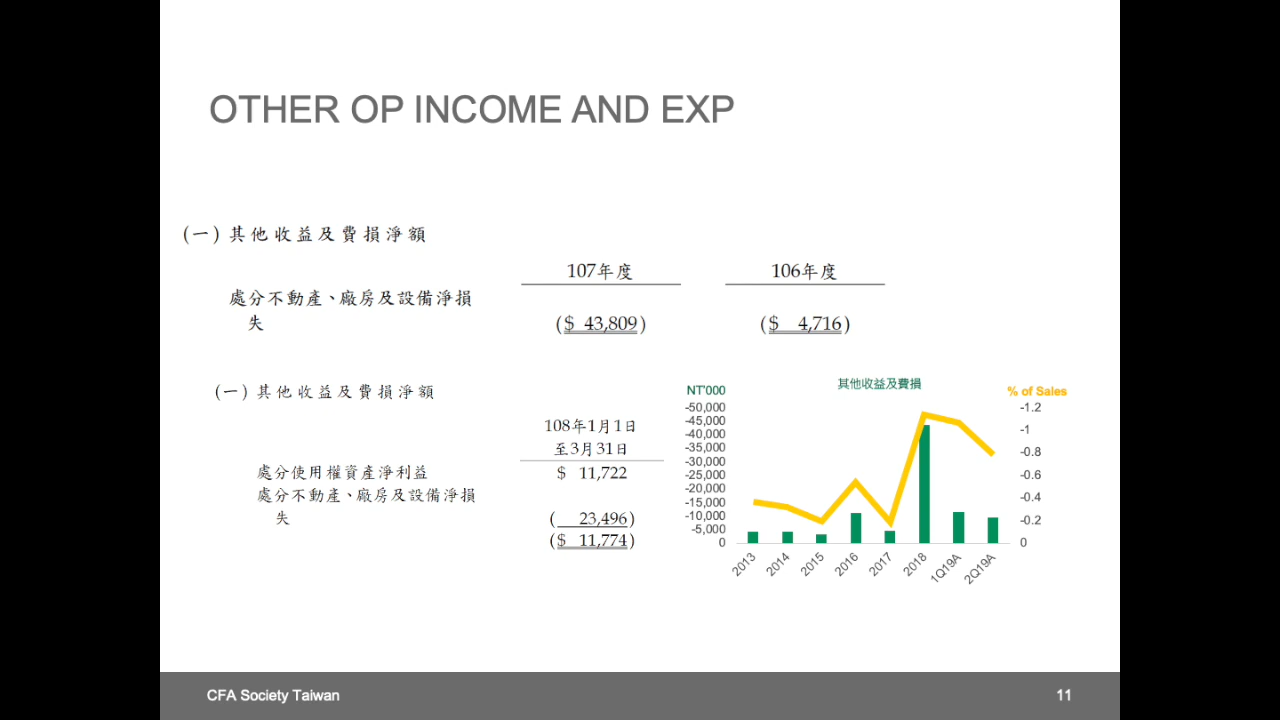 OTHER OP INCOME AND EXP
(一) 其他收益及費損淨額
107年度 106年度
處分不動產、廠房及設備淨損
失 ($ 43,809) ($ 4,716)
(一) 其他收益及費損淨額
108年1月1日
至3月31日
處分使用權資產淨利益 $ 11,722
處分不動產、廠房及設備淨損
失 ( 23,496)
($ 11,774)
其他收益及費損
NT'000 % of Sales
-50,000
-45,000
-40,000
-35,000
-30,000
-25,000
-20,000
-15,000
-10,000
-5,000
0
-1.2
-1
-0.8
-0.6
-0.4
-0.2
0
2013 2014 2015 2016 2017 2018 1Q19A 2Q19A
CFA Society Taiwan 11